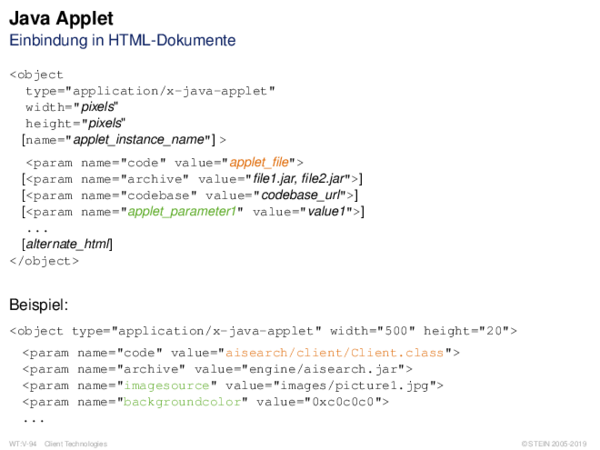 Java Applet
Einbindung in HTML-Dokumente
<object
type="application/x-java-applet"
width="pixels"
height="pixels"
[name="applet_instance_name"] >
<param name="code" value="applet_file">
[<param name="archive" value="file1.jar, file2.jar">]
[<param name="codebase" value="codebase_url">]
[<param name="applet_parameter1" value="value1">]
...
[alternate_html]
</object>
Beispiel:
<object type="application/x-java-applet" width="500" height="20">
<param name="code" value="aisearch/client/Client.class">
<param name="archive" value="engine/aisearch.jar">
<param name="imagesource" value="images/picture1.jpg">
<param name="backgroundcolor" value="0xc0c0c0">
...
WT:V-94 Client Technologies © STEIN 2005-2019